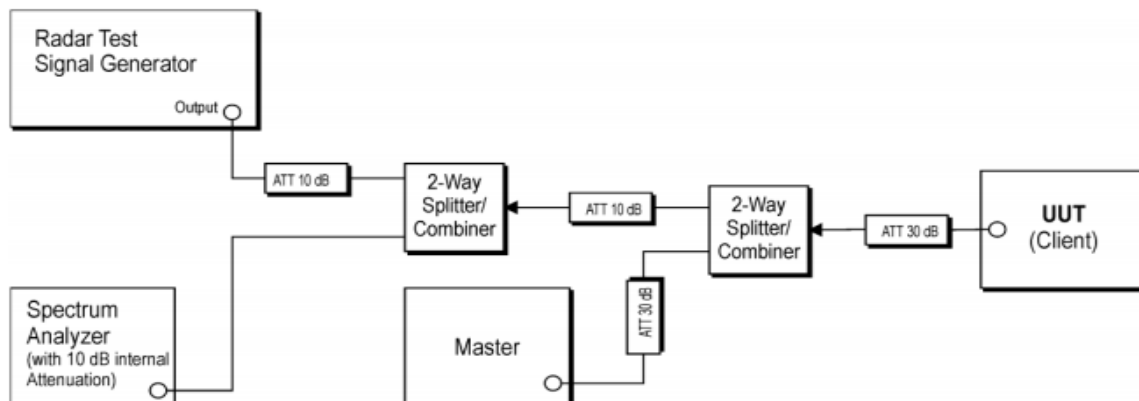 Radar Test
Signal Generator
Output
ATT 10 dB
2-Way
Splitter/
Combiner
ATT 10 dB
2-Way
Splitter/
Combiner
ATT 30 dB
UUT
(Client)
Spectrum
Analyzer
(with 10 dB internal
Attenuation)
Master
ATT 30 dB